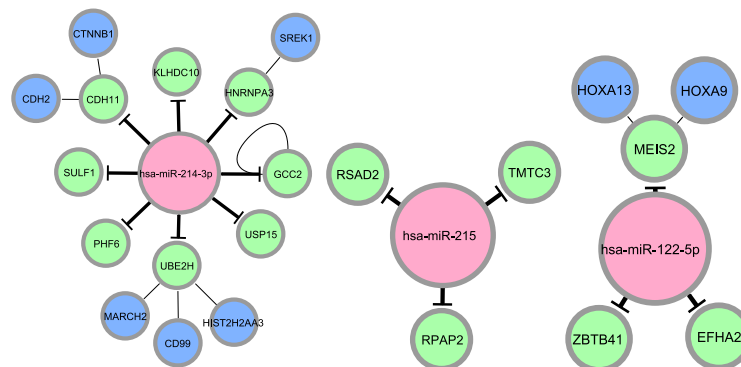 CTNNB1
SREK1
KLHDC10
CDH2
CDH11
HNRNPA3
HOXA13
HOXA9
MEIS2
SULF1
hsa-miR-214-3p
GCC2
RSAD2
TMTC3
USP15
hsa-miR-215
hsa-miR-122-5p
PHF6
UBE2H
MARCH2
HIST2H2AA3
CD99
RPAP2
ZBTB41
EFHA2